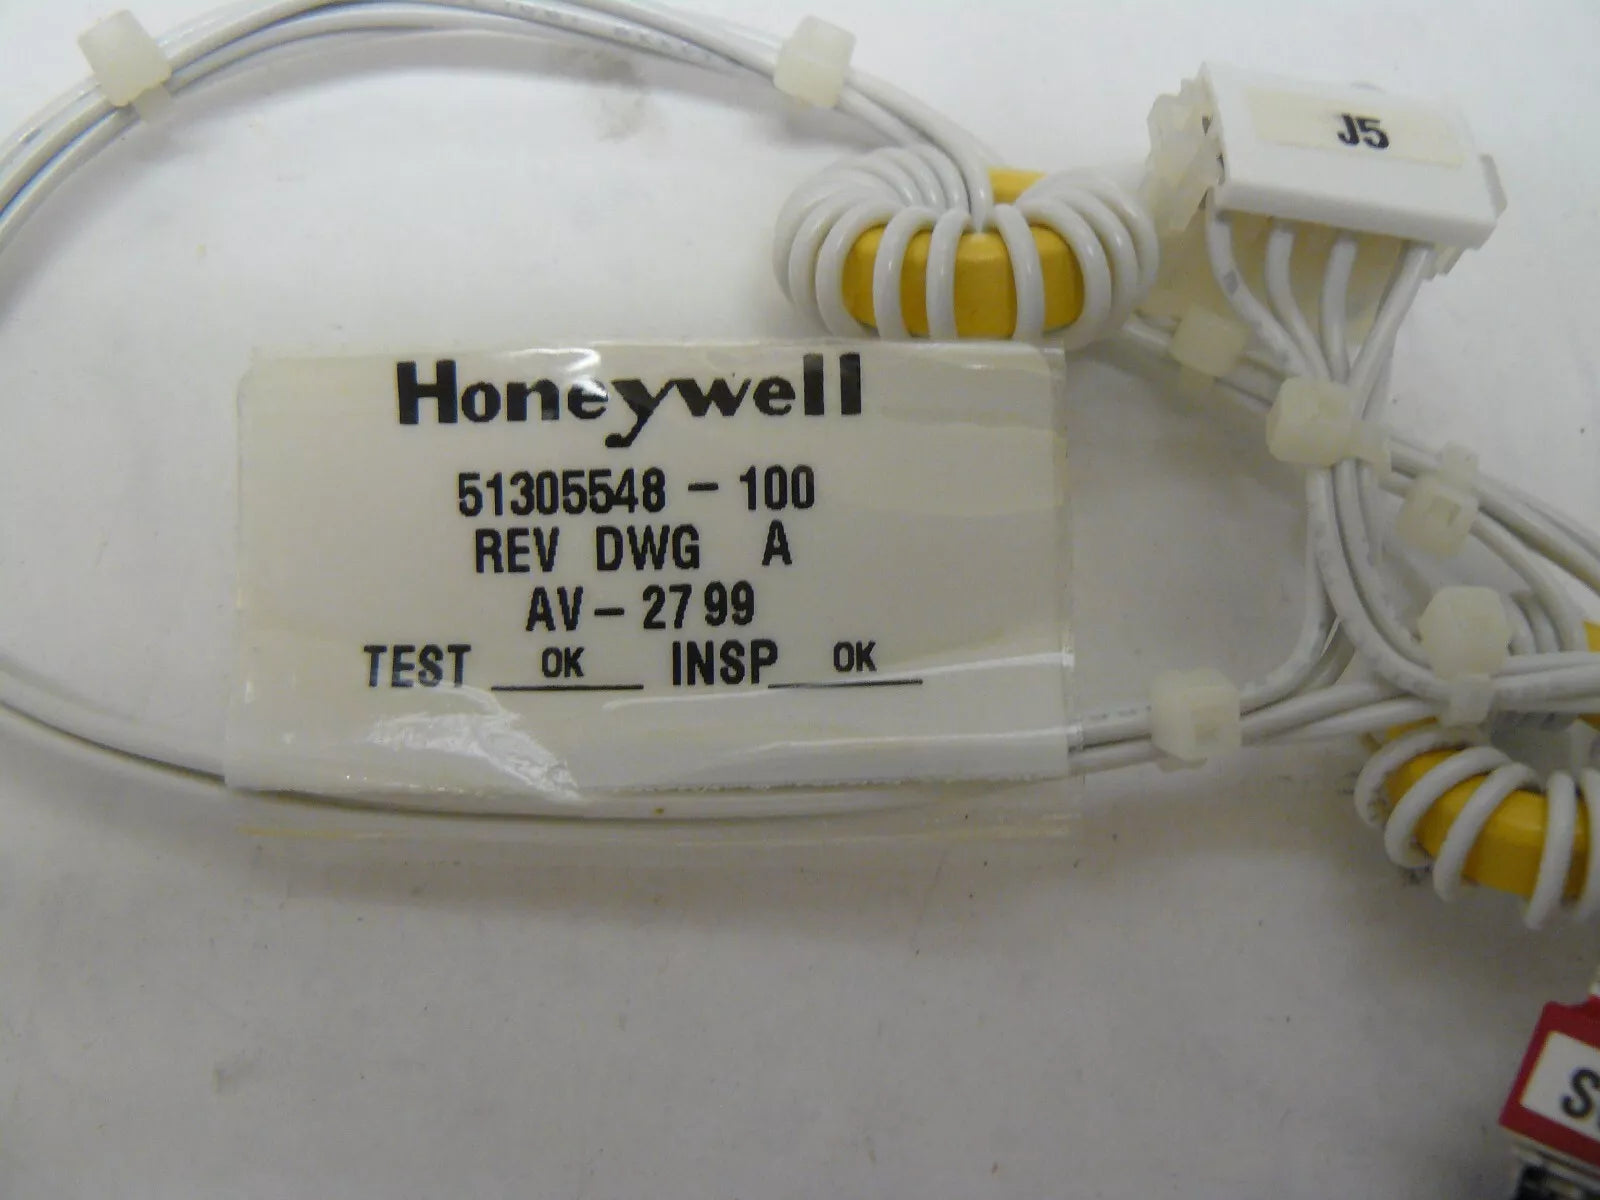 J5
Honeywell
51305548 - 100
REV DWG A
AV - 2799
TEST OK INSP OK